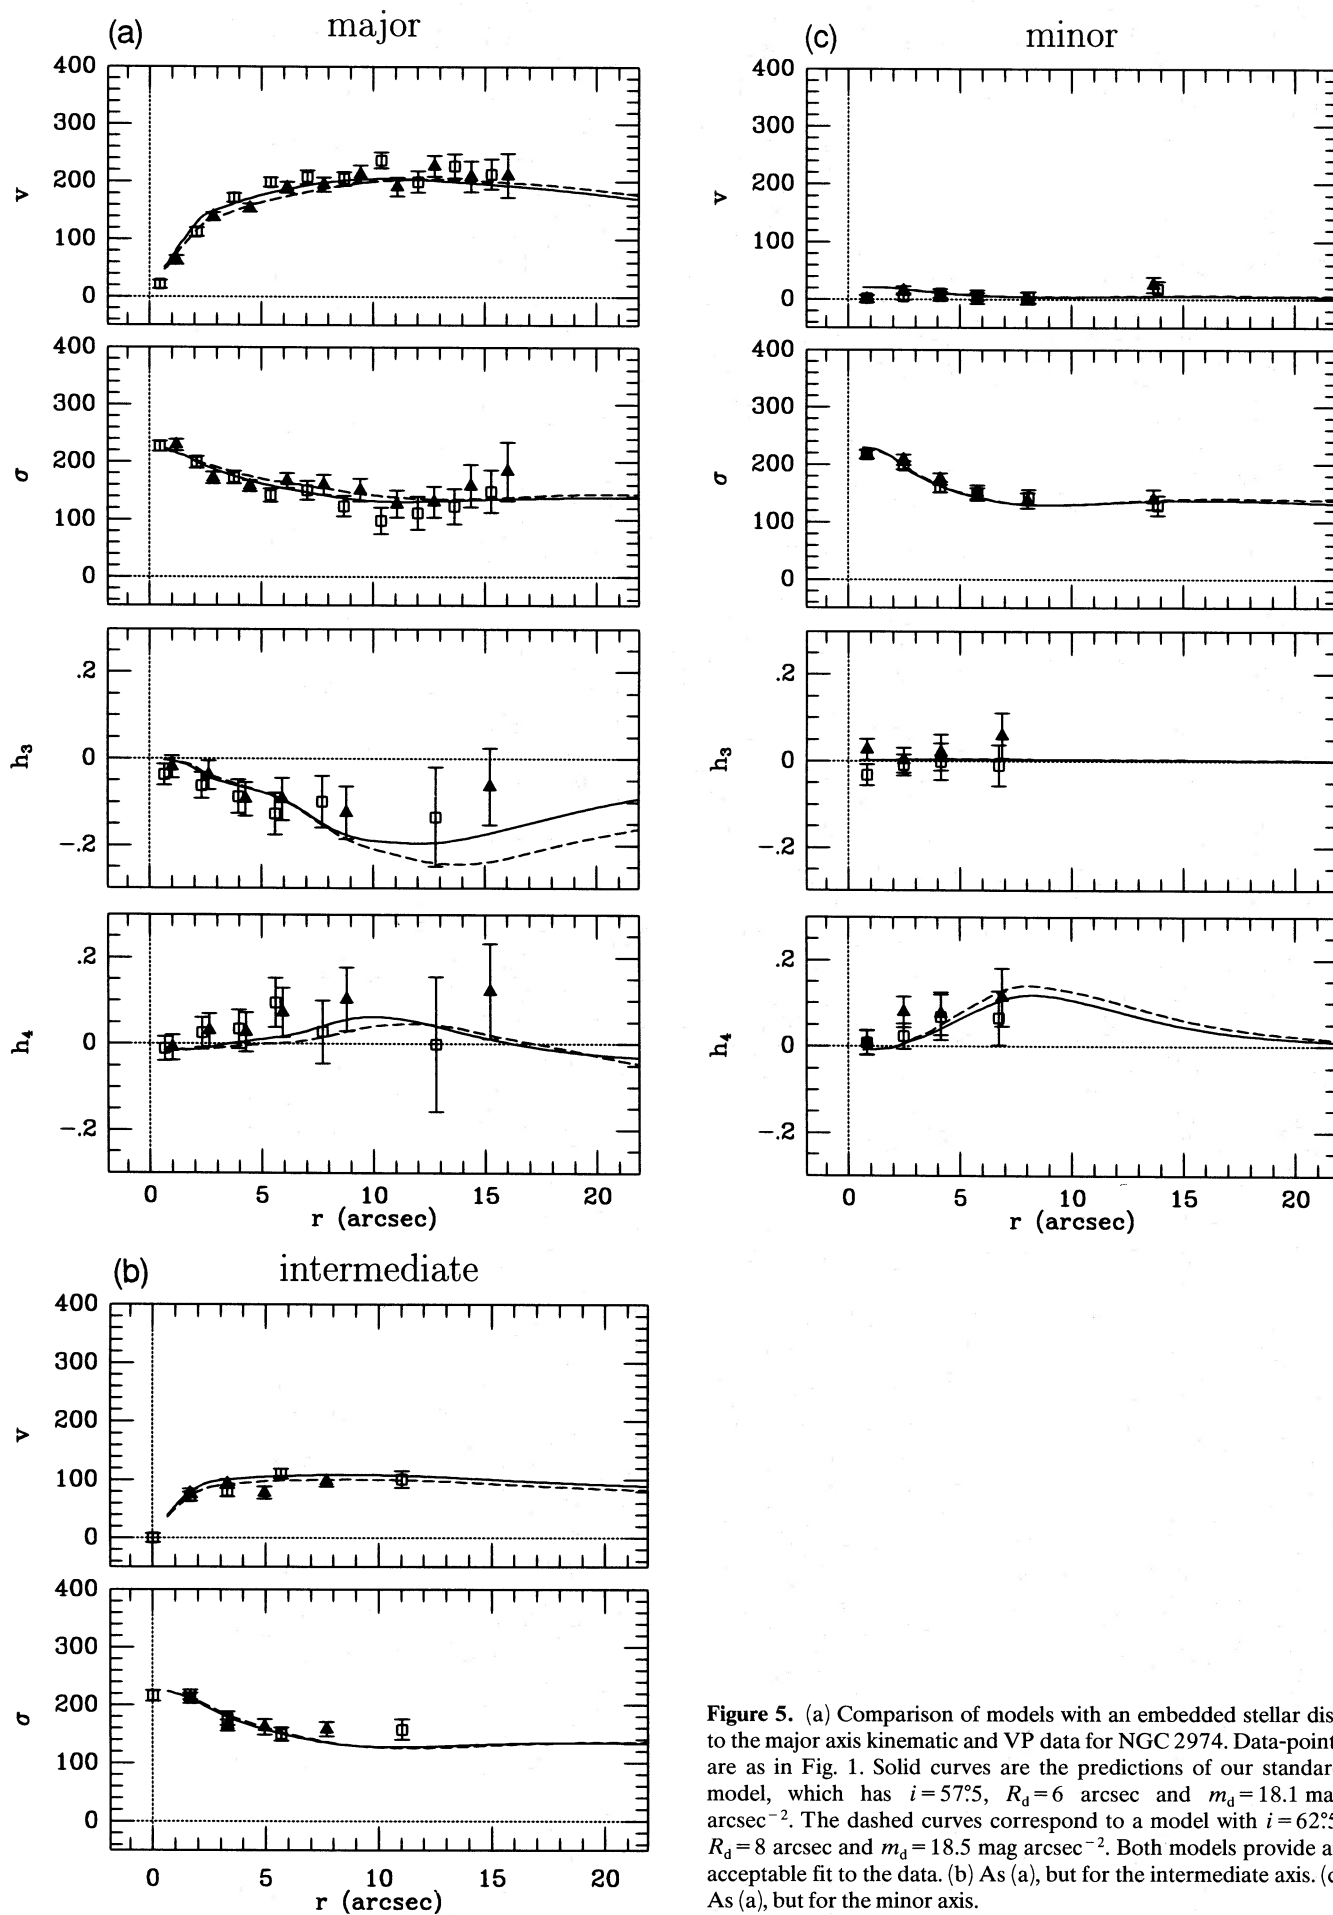 (a) major
400
300
200
100
0
v
400
300
200
100
0
σ
.2
0
-.2
h3
.2
0
-.2
h4
0 5 10 15 20
r (arcsec)
(c) minor
400
300
200
100
0
v
400
300
200
100
0
σ
.2
0
-.2
h3
.2
0
-.2
h4
0 5 10 15 20
r (arcsec)
(b) intermediate
400
300
200
100
0
v
400
300
200
100
0
σ
0 5 10 15 20
r (arcsec)
Figure 5. (a) Comparison of models with an embedded stellar dis
to the major axis kinematic and VP data for NGC 2974. Data-point
are as in Fig. 1. Solid curves are the predictions of our standar
model, which has i = 57°.5, Rd = 6 arcsec and md = 18.1 ma
arcsec−2. The dashed curves correspond to a model with i = 62°.5
Rd = 8 arcsec and md = 18.5 mag arcsec−2. Both models provide a
acceptable fit to the data. (b) As (a), but for the intermediate axis. (c
As (a), but for the minor axis.